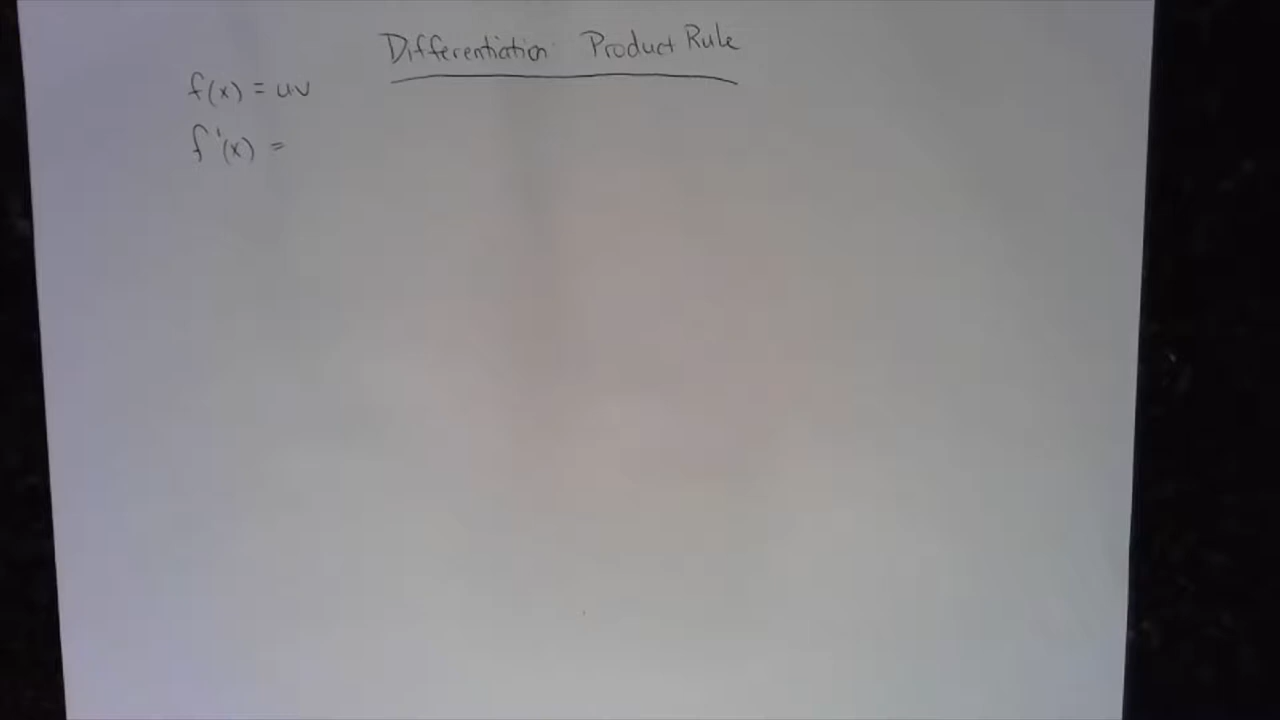 Differentiation Product Rule
f(x) = uv
f'(x) =